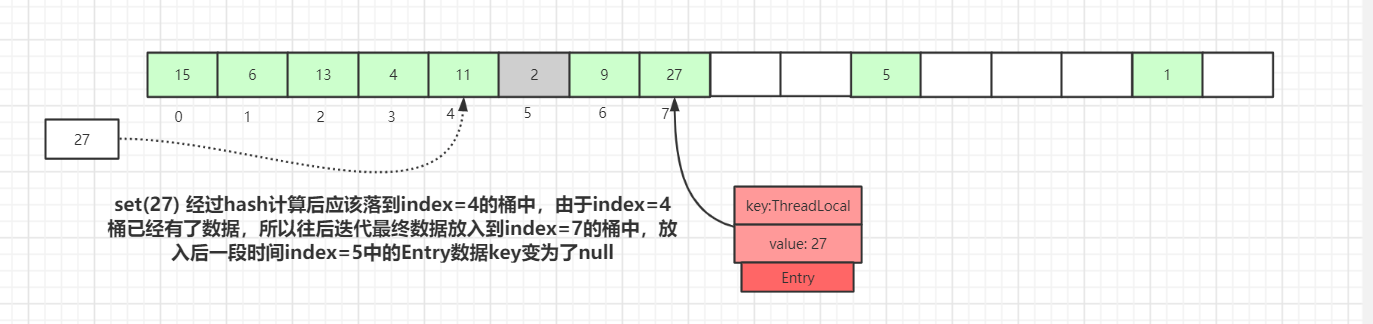 15 6 13 4 11 2 9 27 5 1
0 1 2 3 4 5 6 7
27
set(27) 经过hash计算后应该落到index=4的桶中，由于index=4
桶已经有了数据，所以往后迭代最终数据放入到index=7的桶中，放
入后一段时间index=5中的Entry数据key变为了null
key:ThreadLocal
value: 27
Entry